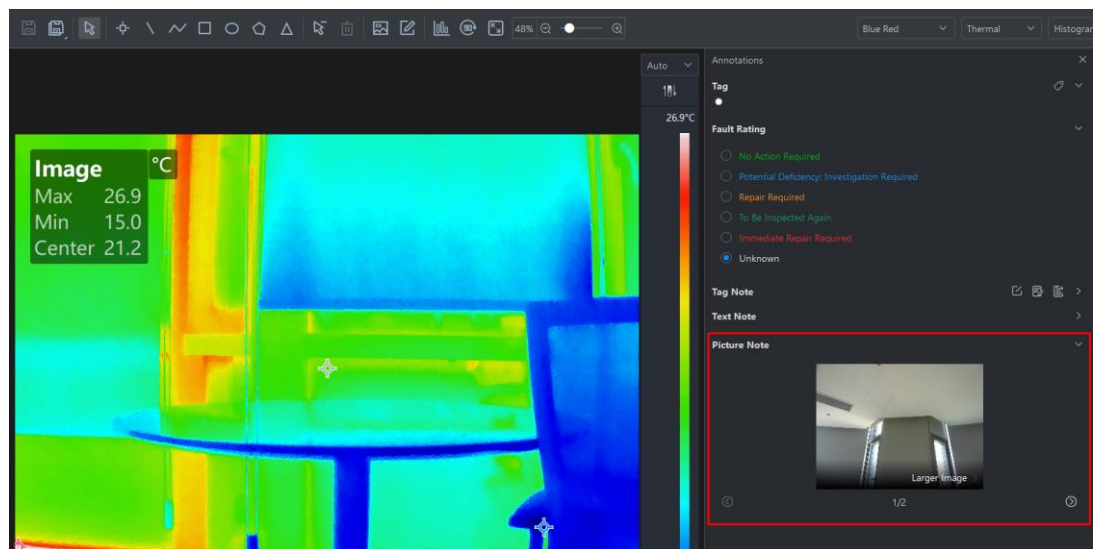 48%
Blue Red
Thermal
Histogram
Auto
26.9°C
Image °C
Max 26.9
Min 15.0
Center 21.2
Annotations
Tag
Fault Rating
No Action Required
Potential Deficiency: Investigation Required
Repair Required
To Be Inspected Again
Immediate Repair Required
Unknown
Tag Note
Text Note
Picture Note
Larger Image
1/2